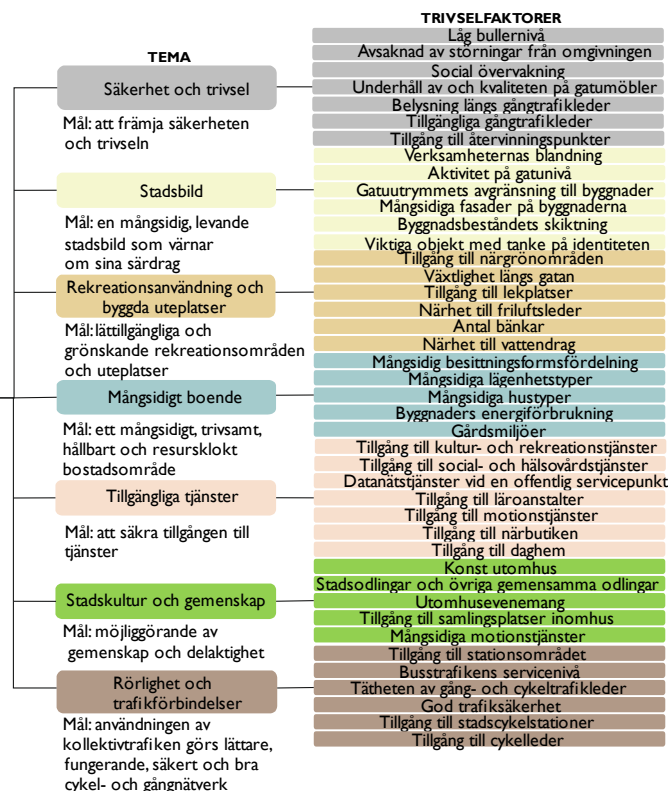 TEMA
Säkerhet och trivsel
Mål: att främja säkerheten
och trivseln
Stadsbild
Mål: en mångsidig, levande
stadsbild som värnar
om sina särdrag
Rekreationsanvändning och
byggda uteplatser
Mål: lättillgängliga och
grönskande rekreationsområden
och uteplatser
Mångsidigt boende
Mål: ett mångsidigt, trivsamt,
hållbart och resursklokt
bostadsområde
Tillgängliga tjänster
Mål: att säkra tillgången till
tjänster
Stadskultur och gemenskap
Mål: möjliggörande av
gemenskap och delaktighet
Rörlighet och
trafikförbindelser
Mål: användningen av
kollektivtrafiken görs lättare,
fungerande, säkert och bra
cykel- och gångnätverk
TRIVSELFAKTORER
Låg bullernivå
Avsaknad av störningar från omgivningen
Social övervakning
Underhåll av och kvaliteten på gatumöbler
Belysning längs gångtrafikleder
Tillgängliga gångtrafikleder
Tillgång till återvinningspunkter
Verksamheternas blandning
Aktivitet på gatunivå
Gatuutrymmets avgränsning till byggnader
Mångsidiga fasader på byggnaderna
Byggnadsbeståndets skiktning
Viktiga objekt med tanke på identiteten
Tillgång till närgrönområden
Växtlighet längs gatan
Tillgång till lekplatser
Närhet till friluftsleder
Antal bänkar
Närhet till vattendrag
Mångsidig besittningsformsfördelning
Mångsidiga lägenhetstyper
Mångsidiga hustyper
Byggnaders energiförbrukning
Gårdsmiljöer
Tillgång till kultur- och rekreationstjänster
Tillgång till social- och hälsovårdstjänster
Datanätstjänster vid en offentlig servicepunkt
Tillgång till läroanstalter
Tillgång till motionstjänster
Tillgång till närbutiken
Tillgång till daghem
Konst utomhus
Stadsodlingar och övriga gemensamma odlingar
Utomhusevenemang
Tillgång till samlingsplatser inomhus
Mångsidiga motionstjänster
Tillgång till stationsområdet
Busstrafikens servicenivå
Tätheten av gång- och cykeltrafikleder
God trafiksäkerhet
Tillgång till stadscykelstationer
Tillgång till cykelleder